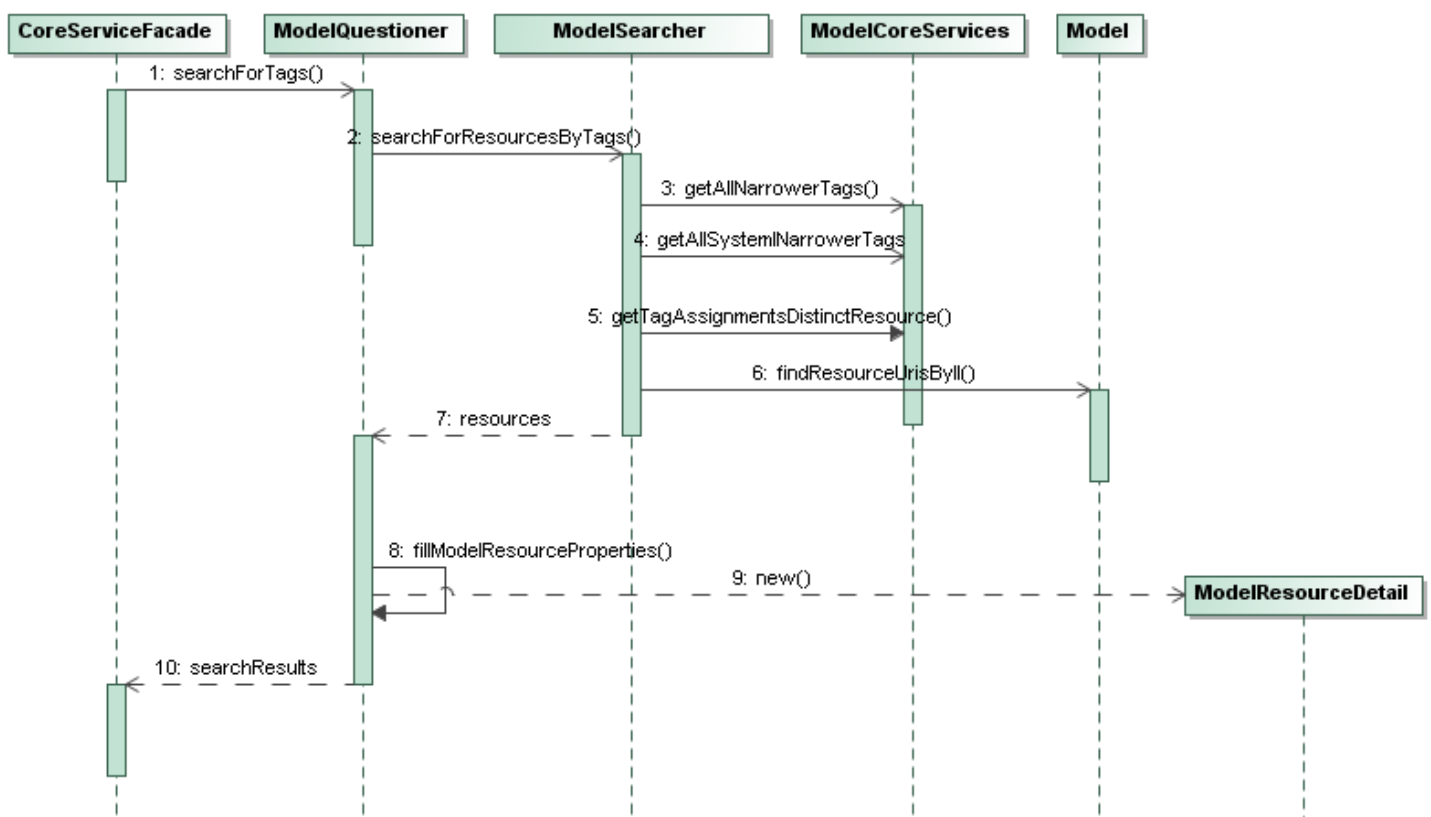 CoreServiceFacade
ModelQuestioner
ModelSearcher
ModelCoreServices
Model
1: searchForTags()
2: searchForResourcesByTags()
3: getAllNarrowerTags()
4: getAllSystemlNarrowerTags
5: getTagAssignmentsDistinctResource()
6: findResourceUrisByIl()
7: resources
8: fillModelResourceProperties()
9: new()
ModelResourceDetail
10: searchResults